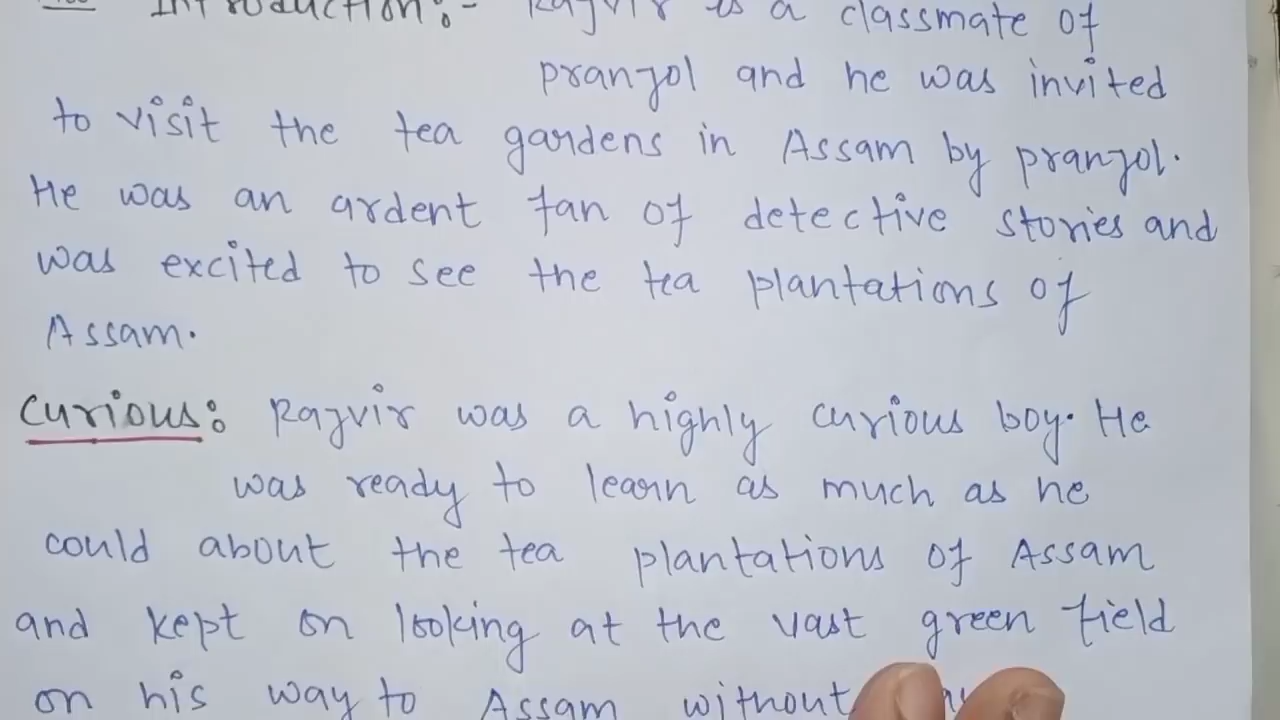 Introduction:- Rajvir is a classmate of
pranjol and he was invited
to visit the tea gardens in Assam by pranjol.
He was an ardent fan of detective stories and
was excited to see the tea plantations of
Assam.
Curious: Rajvir was a highly curious boy. He
was ready to learn as much as he
could about the tea plantations of Assam
and kept on looking at the vast green field
on his way to Assam without